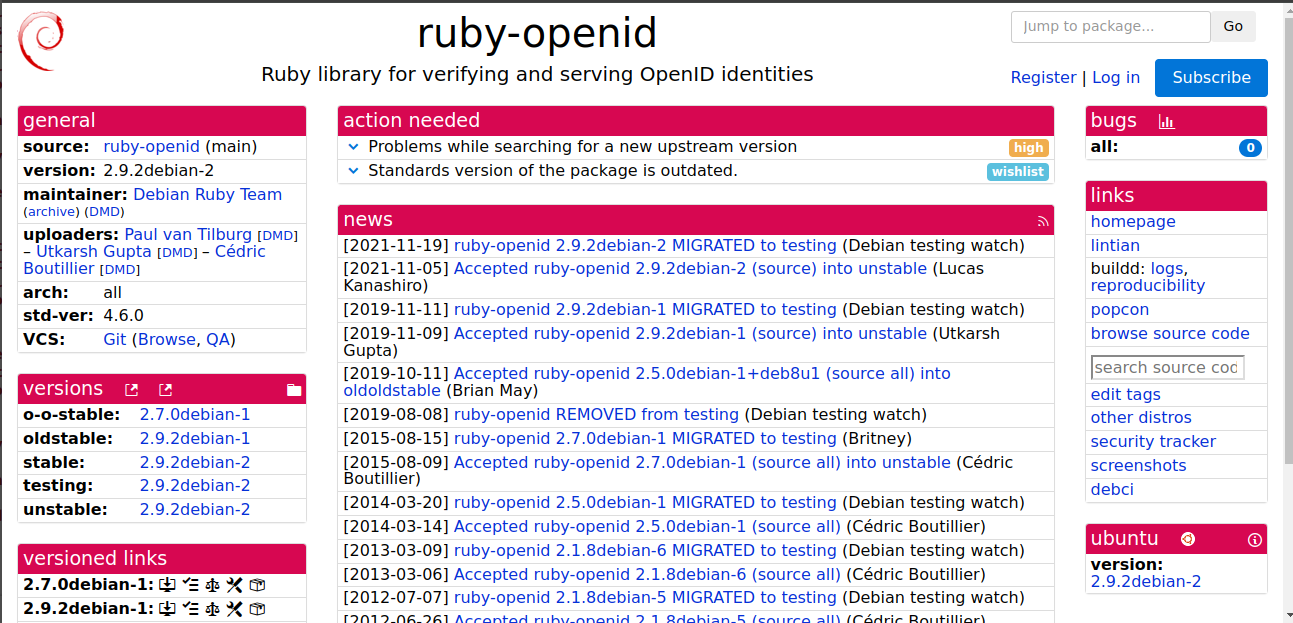 ruby-openid
Ruby library for verifying and serving OpenID identities
Jump to package...
Go
Register | Log in
Subscribe
general
source: ruby-openid (main)
version: 2.9.2debian-2
maintainer: Debian Ruby Team
(archive) (DMD)
uploaders: Paul van Tilburg [DMD]
– Utkarsh Gupta [DMD] – Cédric
Boutillier [DMD]
arch: all
std-ver: 4.6.0
VCS: Git (Browse, QA)
versions
o-o-stable: 2.7.0debian-1
oldstable: 2.9.2debian-1
stable: 2.9.2debian-2
testing: 2.9.2debian-2
unstable: 2.9.2debian-2
versioned links
2.7.0debian-1:
2.9.2debian-1:
action needed
Problems while searching for a new upstream version high
Standards version of the package is outdated. wishlist
news
[2021-11-19] ruby-openid 2.9.2debian-2 MIGRATED to testing (Debian testing watch)
[2021-11-05] Accepted ruby-openid 2.9.2debian-2 (source) into unstable (Lucas
Kanashiro)
[2019-11-11] ruby-openid 2.9.2debian-1 MIGRATED to testing (Debian testing watch)
[2019-11-09] Accepted ruby-openid 2.9.2debian-1 (source) into unstable (Utkarsh
Gupta)
[2019-10-11] Accepted ruby-openid 2.5.0debian-1+deb8u1 (source all) into
oldoldstable (Brian May)
[2019-08-08] ruby-openid REMOVED from testing (Debian testing watch)
[2015-08-15] ruby-openid 2.7.0debian-1 MIGRATED to testing (Britney)
[2015-08-09] Accepted ruby-openid 2.7.0debian-1 (source all) into unstable (Cédric
Boutillier)
[2014-03-20] ruby-openid 2.5.0debian-1 MIGRATED to testing (Debian testing watch)
[2014-03-14] Accepted ruby-openid 2.5.0debian-1 (source all) (Cédric Boutillier)
[2013-03-09] ruby-openid 2.1.8debian-6 MIGRATED to testing (Debian testing watch)
[2013-03-06] Accepted ruby-openid 2.1.8debian-6 (source all) (Cédric Boutillier)
[2012-07-07] ruby-openid 2.1.8debian-5 MIGRATED to testing (Debian testing watch)
[2012-06-26] Accepted ruby-openid 2.1.8debian-5 (source all) (Cédric Boutillier)
bugs
all: 0
links
homepage
lintian
buildd: logs,
reproducibility
popcon
browse source code
search source cod
edit tags
other distros
security tracker
screenshots
debci
ubuntu
version:
2.9.2debian-2